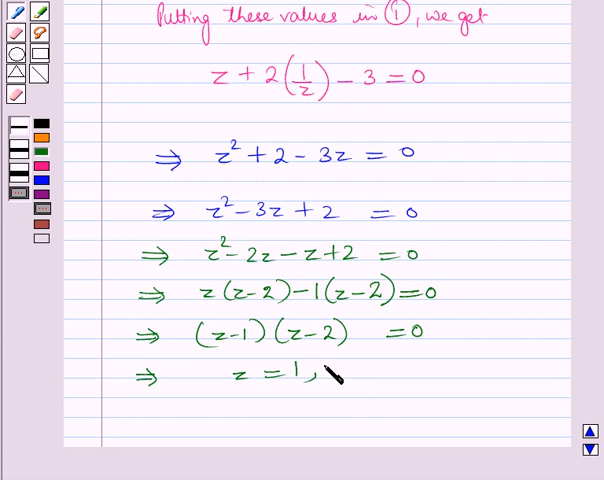 Putting these values in ①, we get
z + 2(1/z) - 3 = 0
⇒ z² + 2 - 3z = 0
⇒ z² - 3z + 2 = 0
⇒ z² - 2z - z + 2 = 0
⇒ z(z-2) - 1(z-2) = 0
⇒ (z-1)(z-2) = 0
⇒ z = 1,